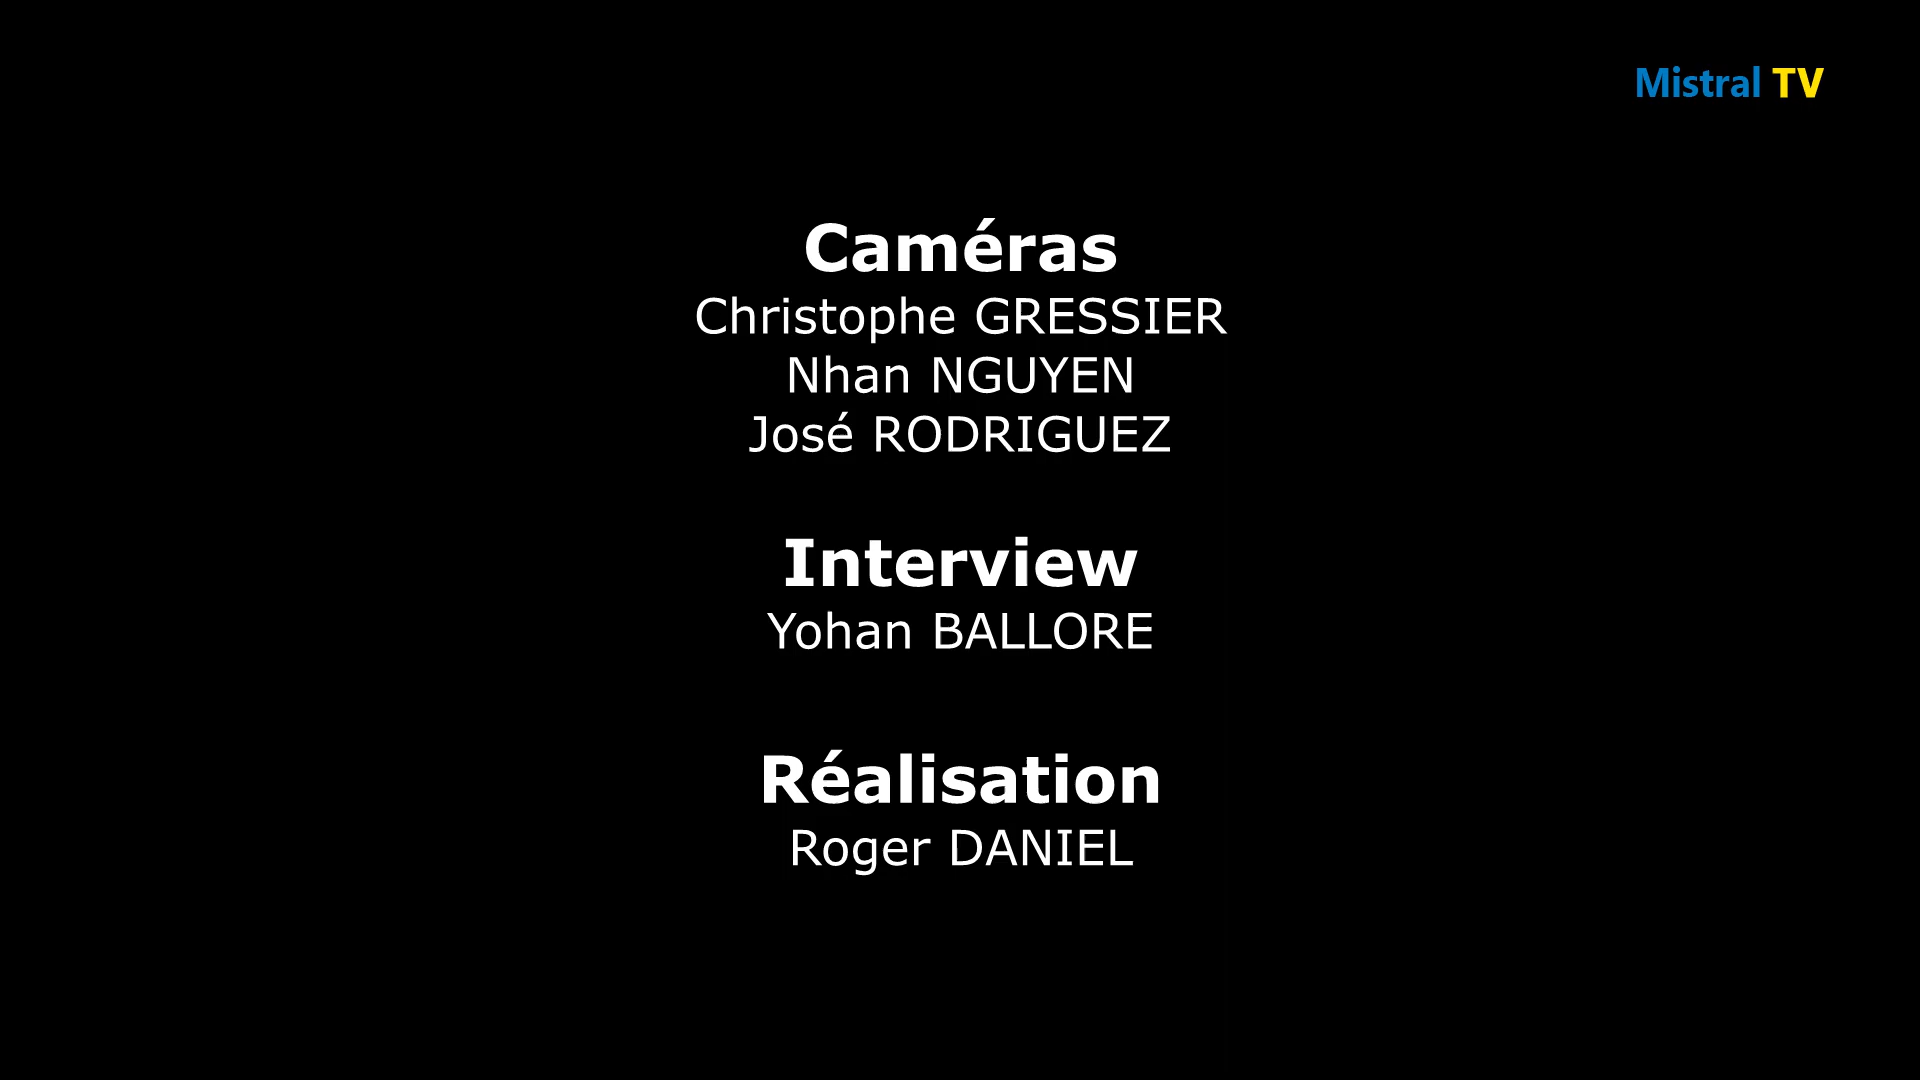 Mistral TV
Caméras
Christophe GRESSIER
Nhan NGUYEN
José RODRIGUEZ
Interview
Yohan BALLORE
Réalisation
Roger DANIEL